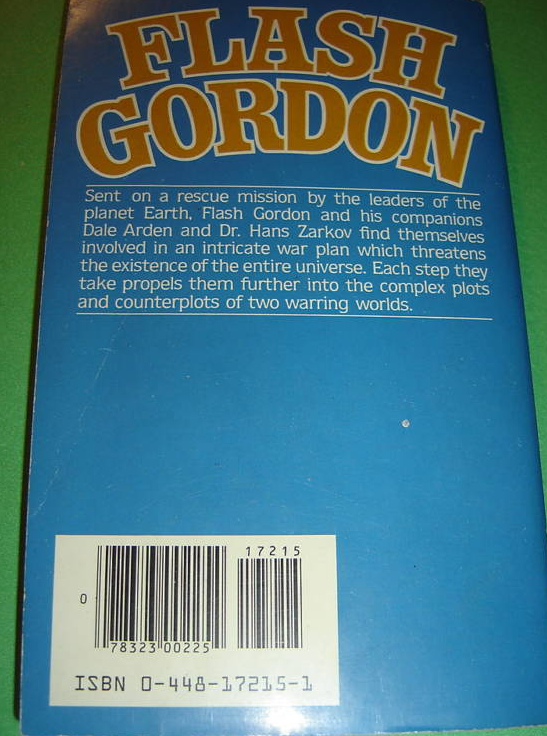 FLASH
GORDON
Sent on a rescue mission by the leaders of the
planet Earth, Flash Gordon and his companions
Dale Arden and Dr. Hans Zarkov find themselves
involved in an intricate war plan which threatens
the existence of the entire universe. Each step they
take propels them further into the complex plots
and counterplots of two warring worlds.
17215
0
78323 00225
ISBN 0-448-17215-1